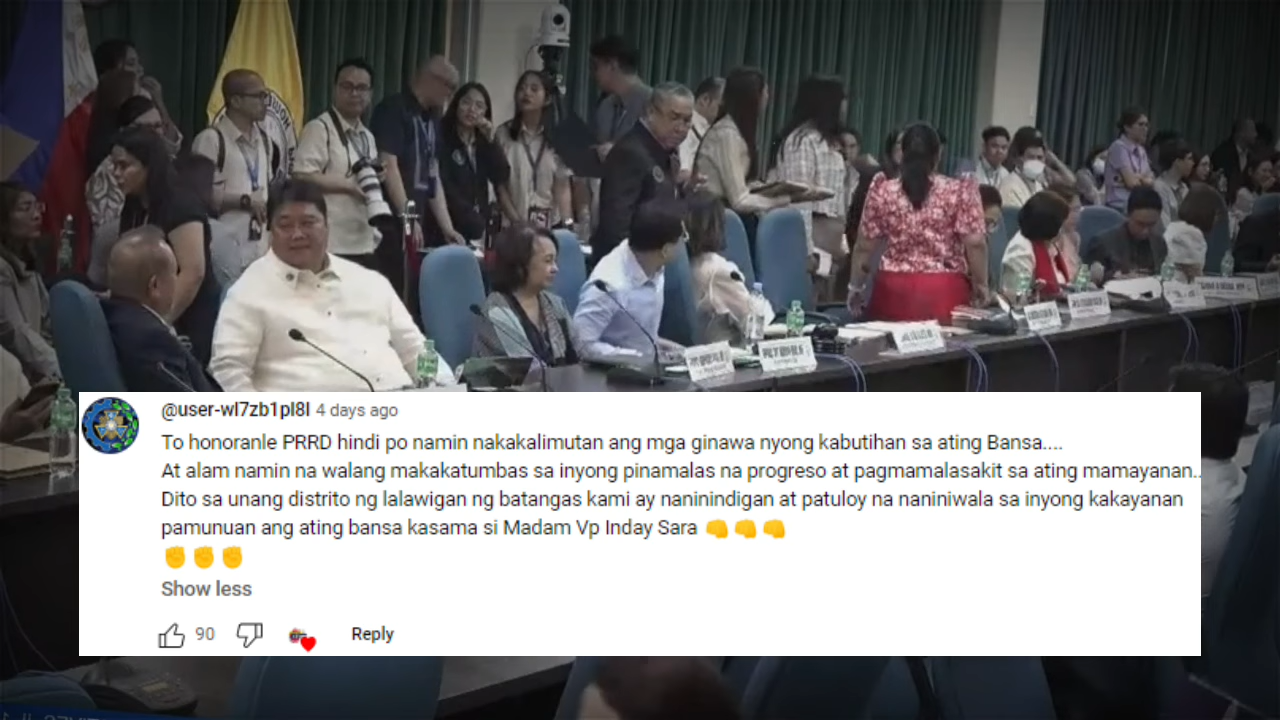 @user-wl7zb1pl8l 4 days ago
To honoranle PRRD hindi po namin nakakalimutan ang mga ginawa nyong kabutihan sa ating Bansa....
At alam namin na walang makakatumbas sa inyong pinamalas na progreso at pagmamalasakit sa ating mamayanan..
Dito sa unang distrito ng lalawigan ng batangas kami ay naninindigan at patuloy na naniniwala sa inyong kakayanan
pamunuan ang ating bansa kasama si Madam Vp Inday Sara 👊👊👊
✊✊✊
Show less
90 Reply